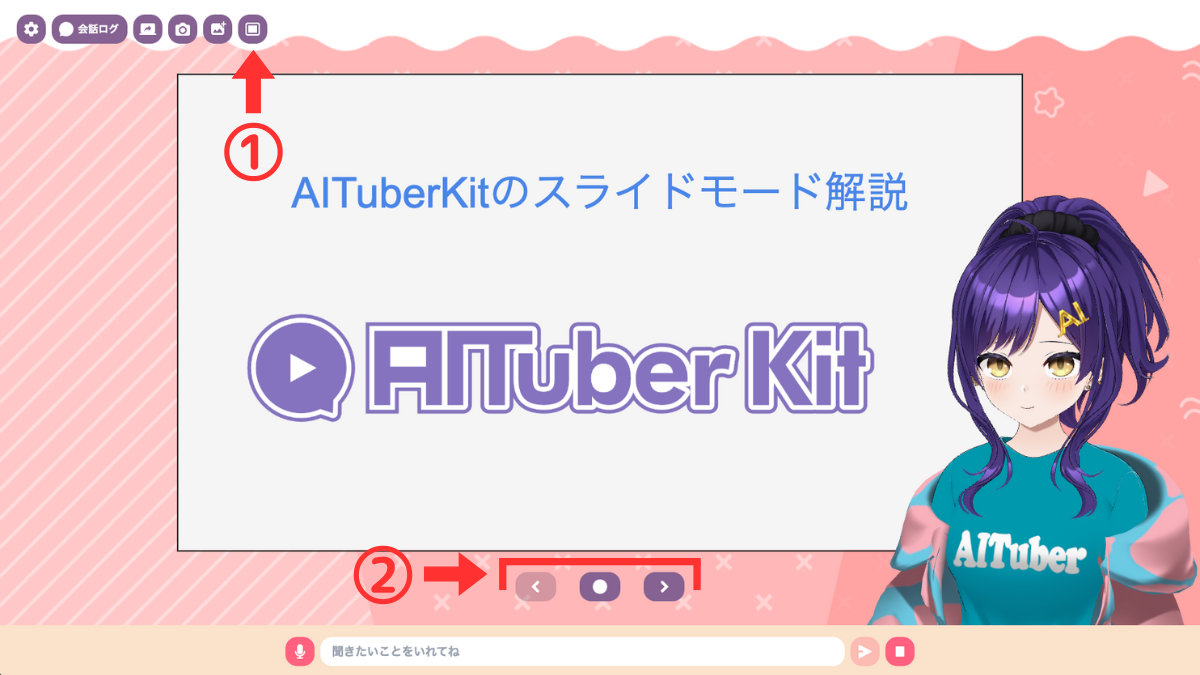 会話ログ
①
AITuberKitのスライドモード解説
AITuber Kit
AI
AITuber
②
聞きたいことをいれてね